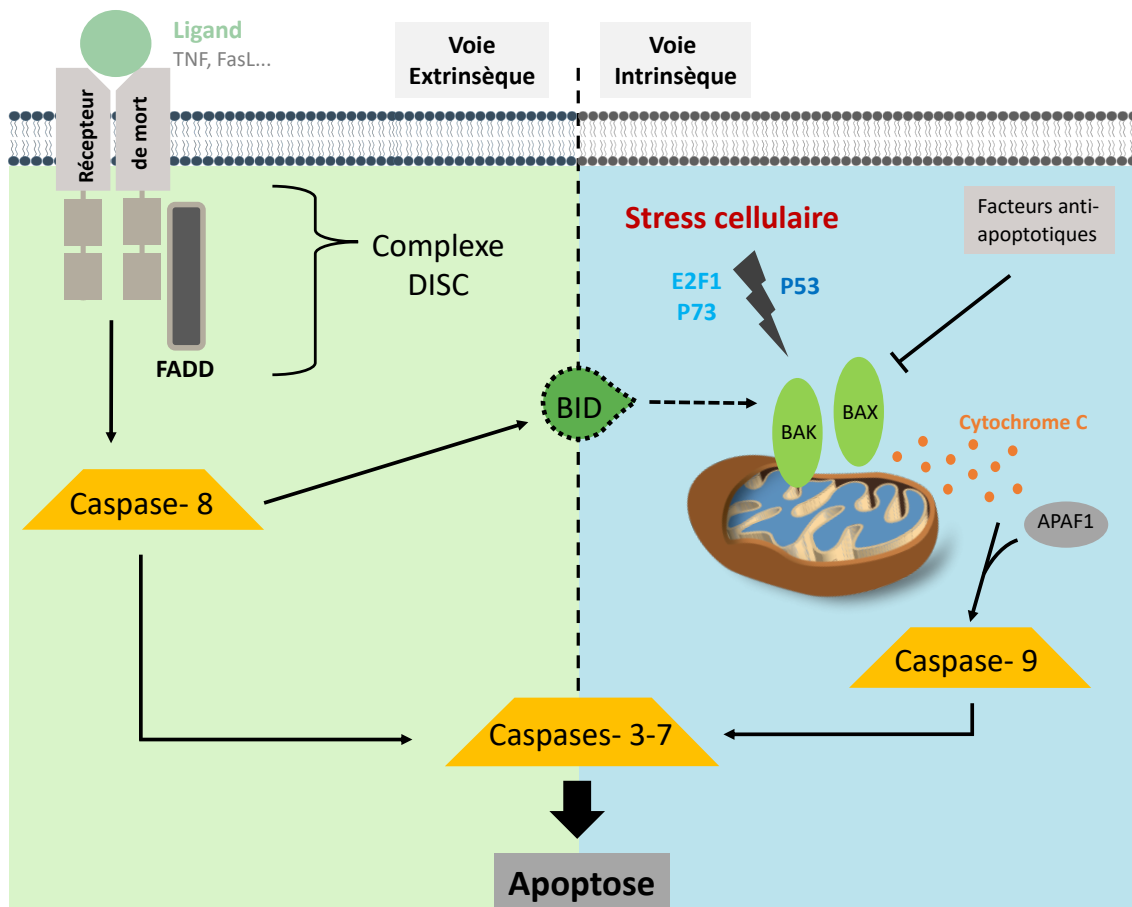 Ligand
TNF, FasL...
Voie
Extrinsèque
Voie
Intrinsèque
Récepteur
de mort
Complexe
DISC
FADD
Stress cellulaire
E2F1
P73
P53
Facteurs anti-
apoptotiques
BID
BAK
BAX
Cytochrome C
APAF1
Caspase- 8
Caspase- 9
Caspases- 3-7
Apoptose